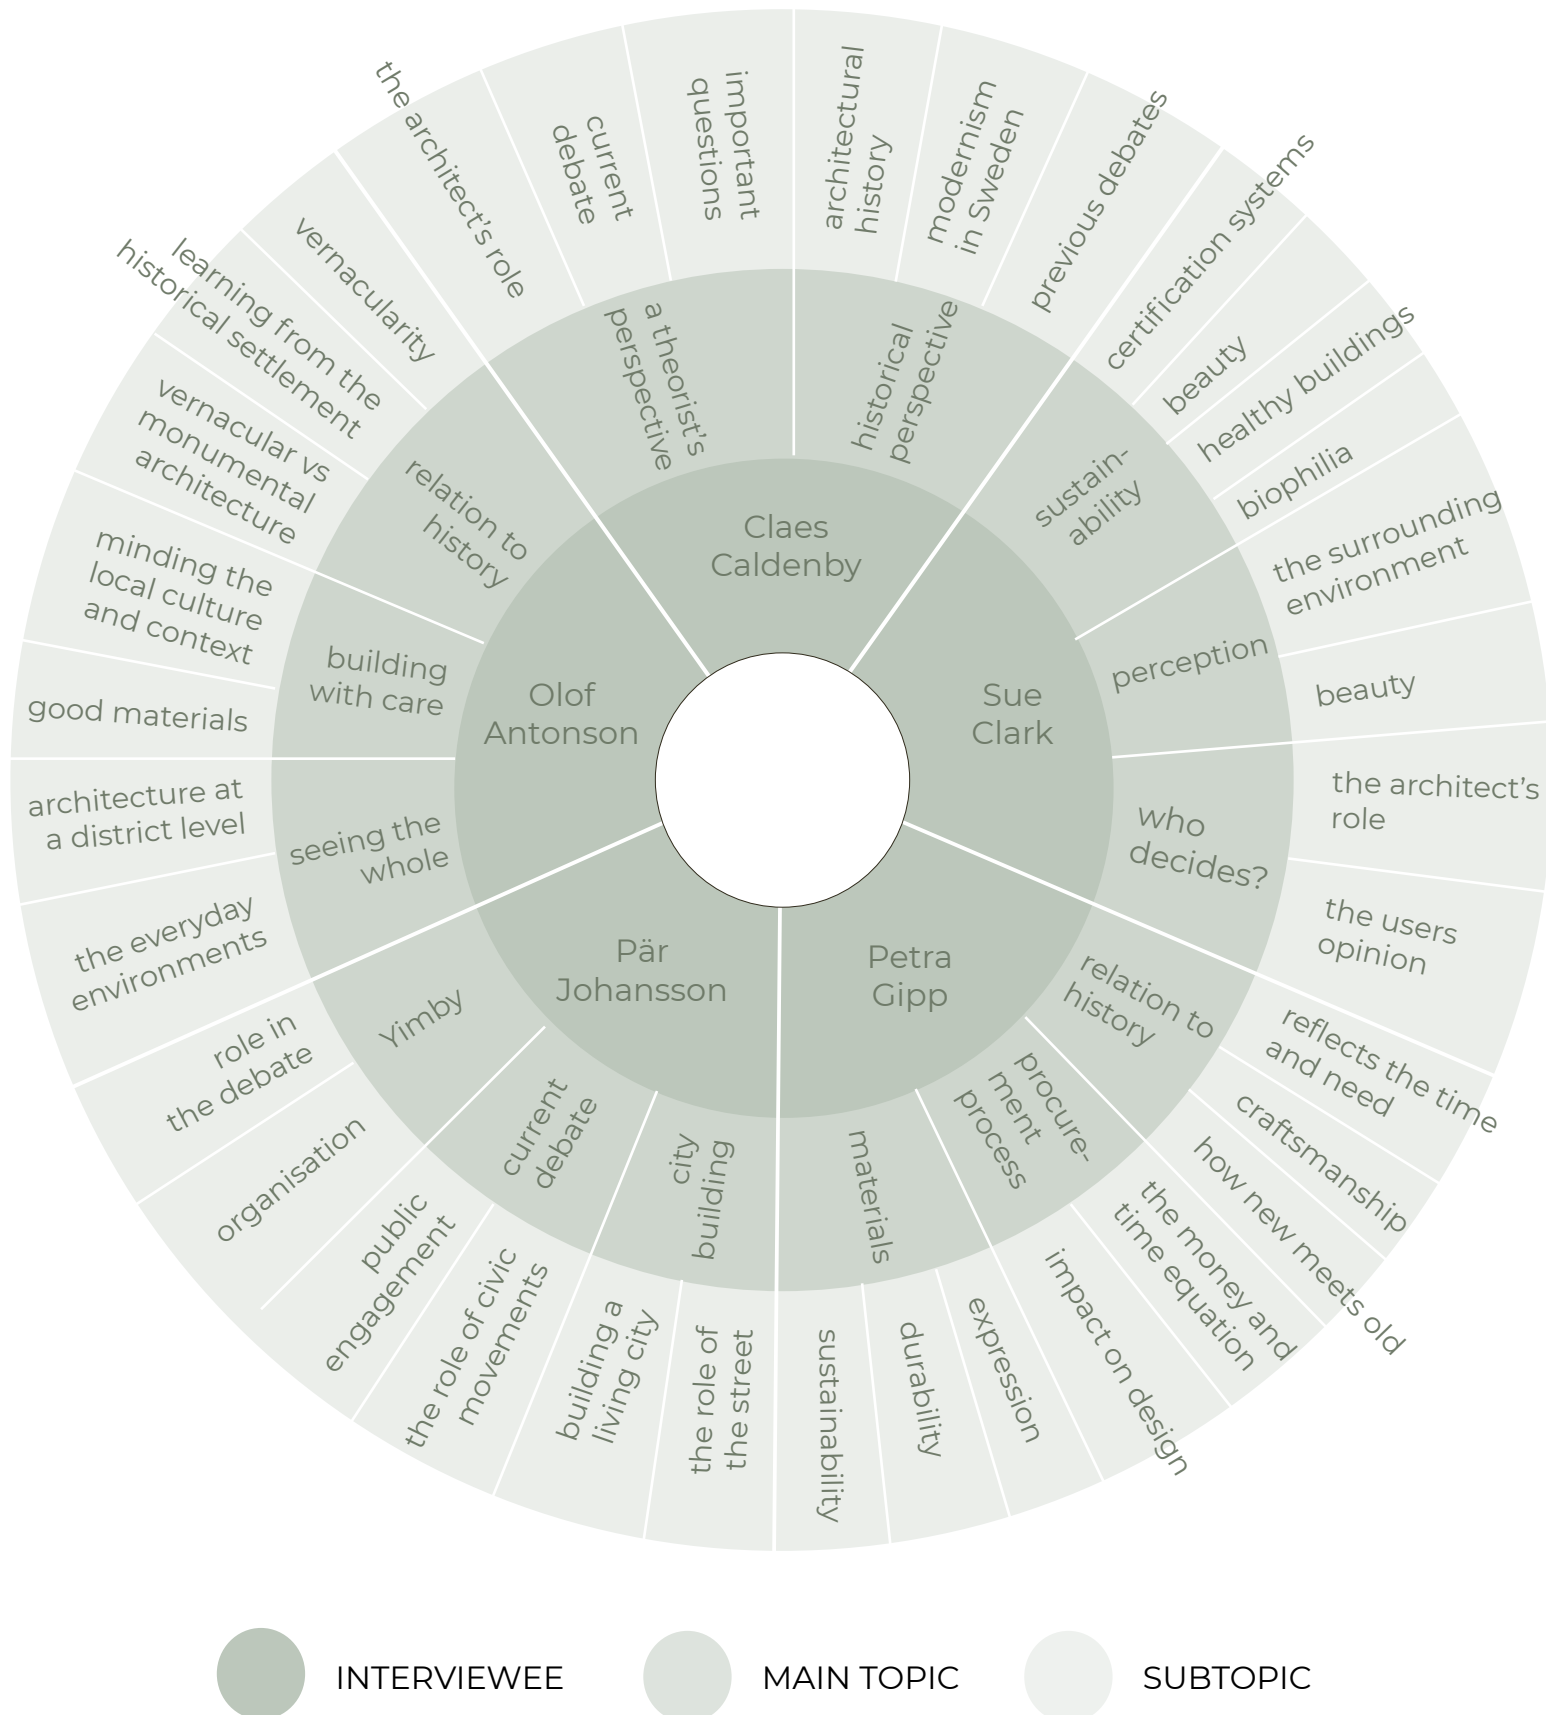 Claes
Caldenby
a theorist's
perspective
the architect's role
current
debate
important
questions
historical
perspective
architectural
history
modernism
in Sweden
previous debates
Sue
Clark
sustain-
ability
certification systems
beauty
healthy buildings
biophilia
perception
the surrounding
environment
beauty
who
decides?
the architect's
role
the users
opinion
Petra
Gipp
relation to
history
reflects the time
and need
craftsmanship
how new meets old
procure-
ment
process
the money and
time equation
impact on design
materials
expression
durability
sustainability
Pär
Johansson
city
building
the role of
the street
building a
living city
current
debate
the role of civic
movements
public
engagement
Yimby
organisation
role in
the debate
Olof
Antonson
seeing the
whole
the everyday
environments
architecture at
a district level
building
with care
good materials
minding the
local culture
and context
relation to
history
vernacular vs
monumental
architecture
learning from the
historical settlement
vernacularity
INTERVIEWEE
MAIN TOPIC
SUBTOPIC